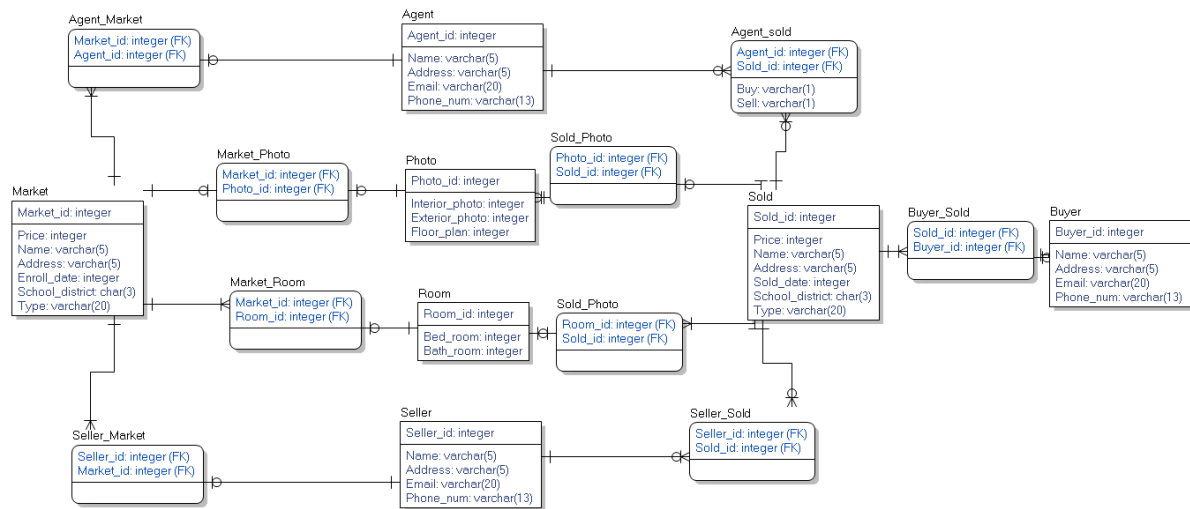 Agent_Market
Market_id: integer (FK)
Agent_id: integer (FK)
Agent
Agent_id: integer
Name: varchar(5)
Address: varchar(5)
Email: varchar(20)
Phone_num: varchar(13)
Agent_sold
Agent_id: integer (FK)
Sold_id: integer (FK)
Buy: varchar(1)
Sell: varchar(1)
Market_Photo
Market_id: integer (FK)
Photo_id: integer (FK)
Photo
Photo_id: integer
Interior_photo: integer
Exterior_photo: integer
Floor_plan: integer
Sold_Photo
Photo_id: integer (FK)
Sold_id: integer (FK)
Market
Market_id: integer
Price: integer
Name: varchar(5)
Address: varchar(5)
Enroll_date: integer
School_district: char(3)
Type: varchar(20)
Sold
Sold_id: integer
Price: integer
Name: varchar(5)
Address: varchar(5)
Sold_date: integer
School_district: char(3)
Type: varchar(20)
Buyer_Sold
Sold_id: integer (FK)
Buyer_id: integer (FK)
Buyer
Buyer_id: integer
Name: varchar(5)
Address: varchar(5)
Email: varchar(20)
Phone_num: varchar(13)
Market_Room
Market_id: integer (FK)
Room_id: integer (FK)
Room
Room_id: integer
Bed_room: integer
Bath_room: integer
Sold_Photo
Room_id: integer (FK)
Sold_id: integer (FK)
Seller_Market
Seller_id: integer (FK)
Market_id: integer (FK)
Seller
Seller_id: integer
Name: varchar(5)
Address: varchar(5)
Email: varchar(20)
Phone_num: varchar(13)
Seller_Sold
Seller_id: integer (FK)
Sold_id: integer (FK)